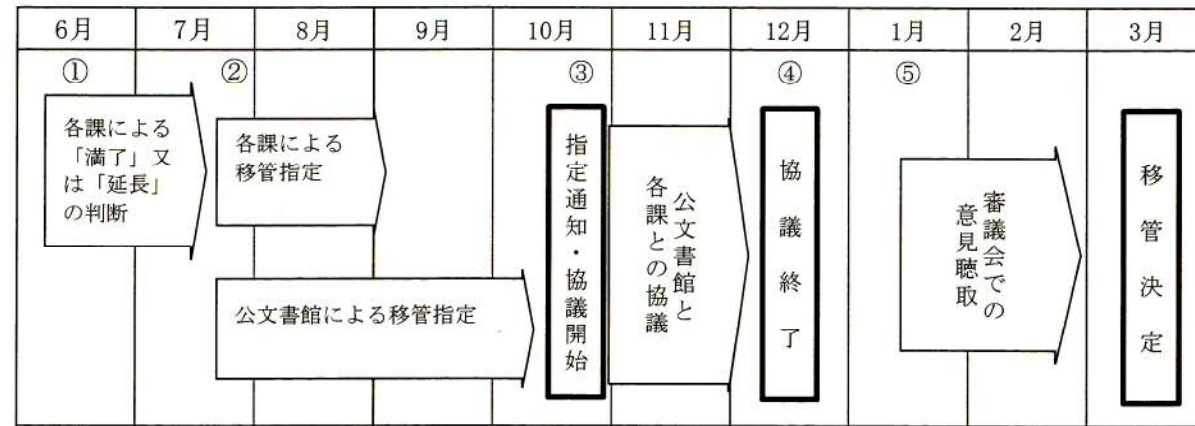 6月 7月 8月 9月 10月 11月 12月 1月 2月 3月
① ② ③ ④ ⑤
各課による
「満了」又
は「延長」
の判断
各課による
移管指定
公文書館による移管指定
指定通知・協議開始
公文書館と
各課との協議
協議終了
審議会での
意見聴取
移管決定